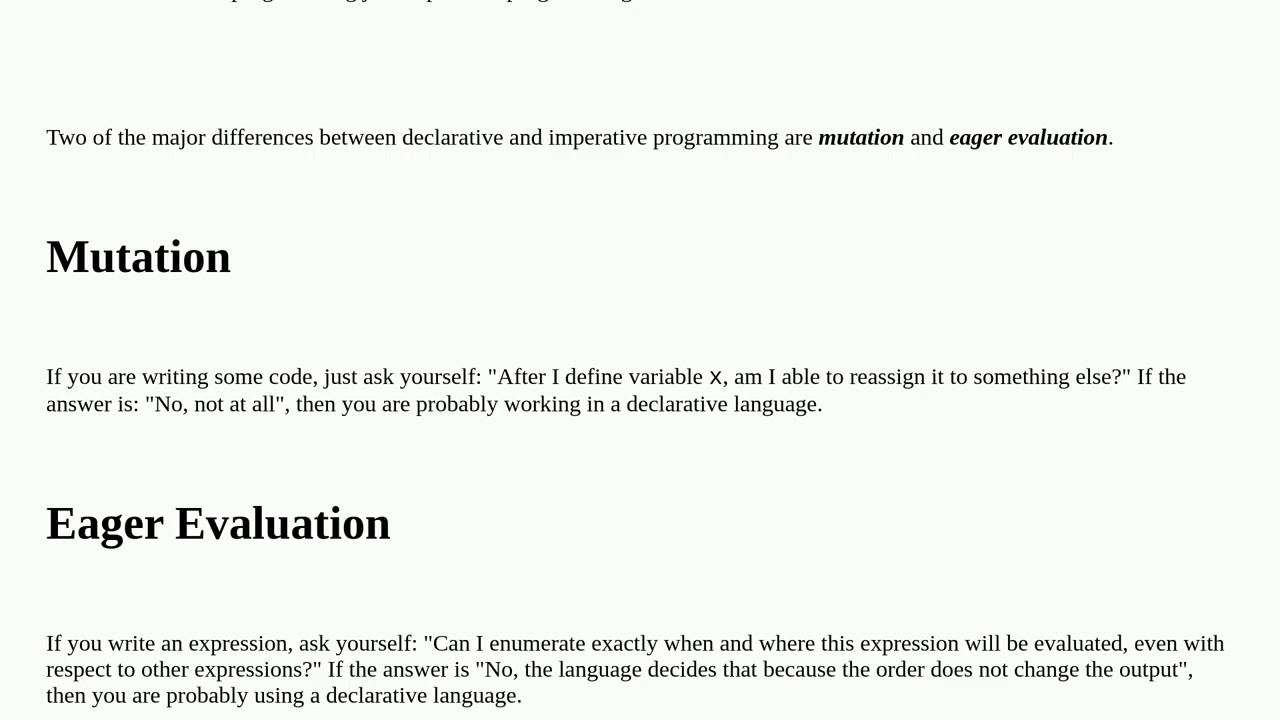 Two of the major differences between declarative and imperative programming are mutation and eager evaluation.
Mutation
If you are writing some code, just ask yourself: "After I define variable x, am I able to reassign it to something else?" If the
answer is: "No, not at all", then you are probably working in a declarative language.
Eager Evaluation
If you write an expression, ask yourself: "Can I enumerate exactly when and where this expression will be evaluated, even with
respect to other expressions?" If the answer is "No, the language decides that because the order does not change the output",
then you are probably using a declarative language.